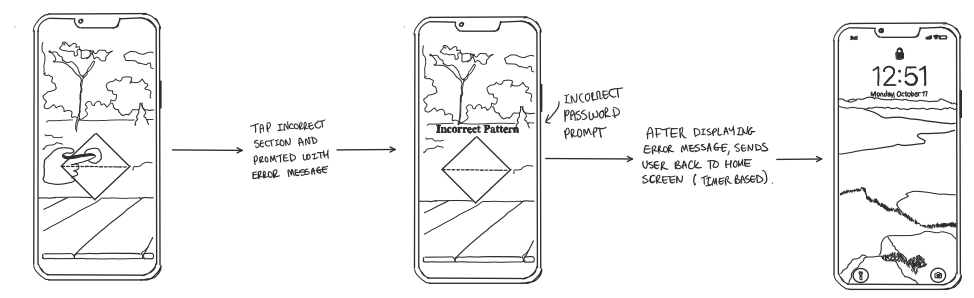 TAP INCORRECT
SECTION AND
PROMTED WITH
ERROR MESSAGE
Incorrect Pattern
INCORRECT
PASSWORD
PROMPT
AFTER DISPLAYING
ERROR MESSAGE, SENDS
USER BACK TO HOME
SCREEN (TIMER BASED).
12:51
Monday, October 17